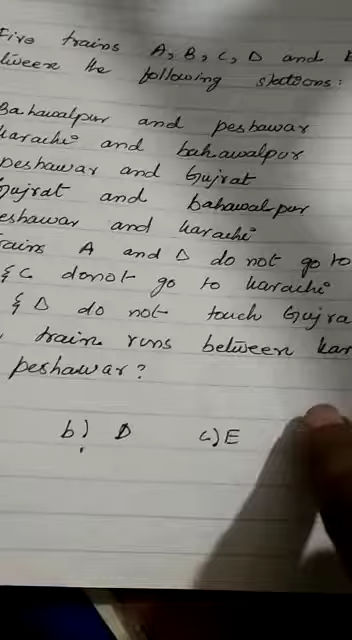 Five trains A, B, C, D and E
between the following stations:
Bahawalpur and peshawar
karachi and bahawalpur
peshawar and Gujrat
Gujrat and bahawalpur
peshawar and karachi
trains A and D do not go to
& C donot go to karachi
& D do not touch Gujra
train runs between kar
peshawar?
b) D c) E